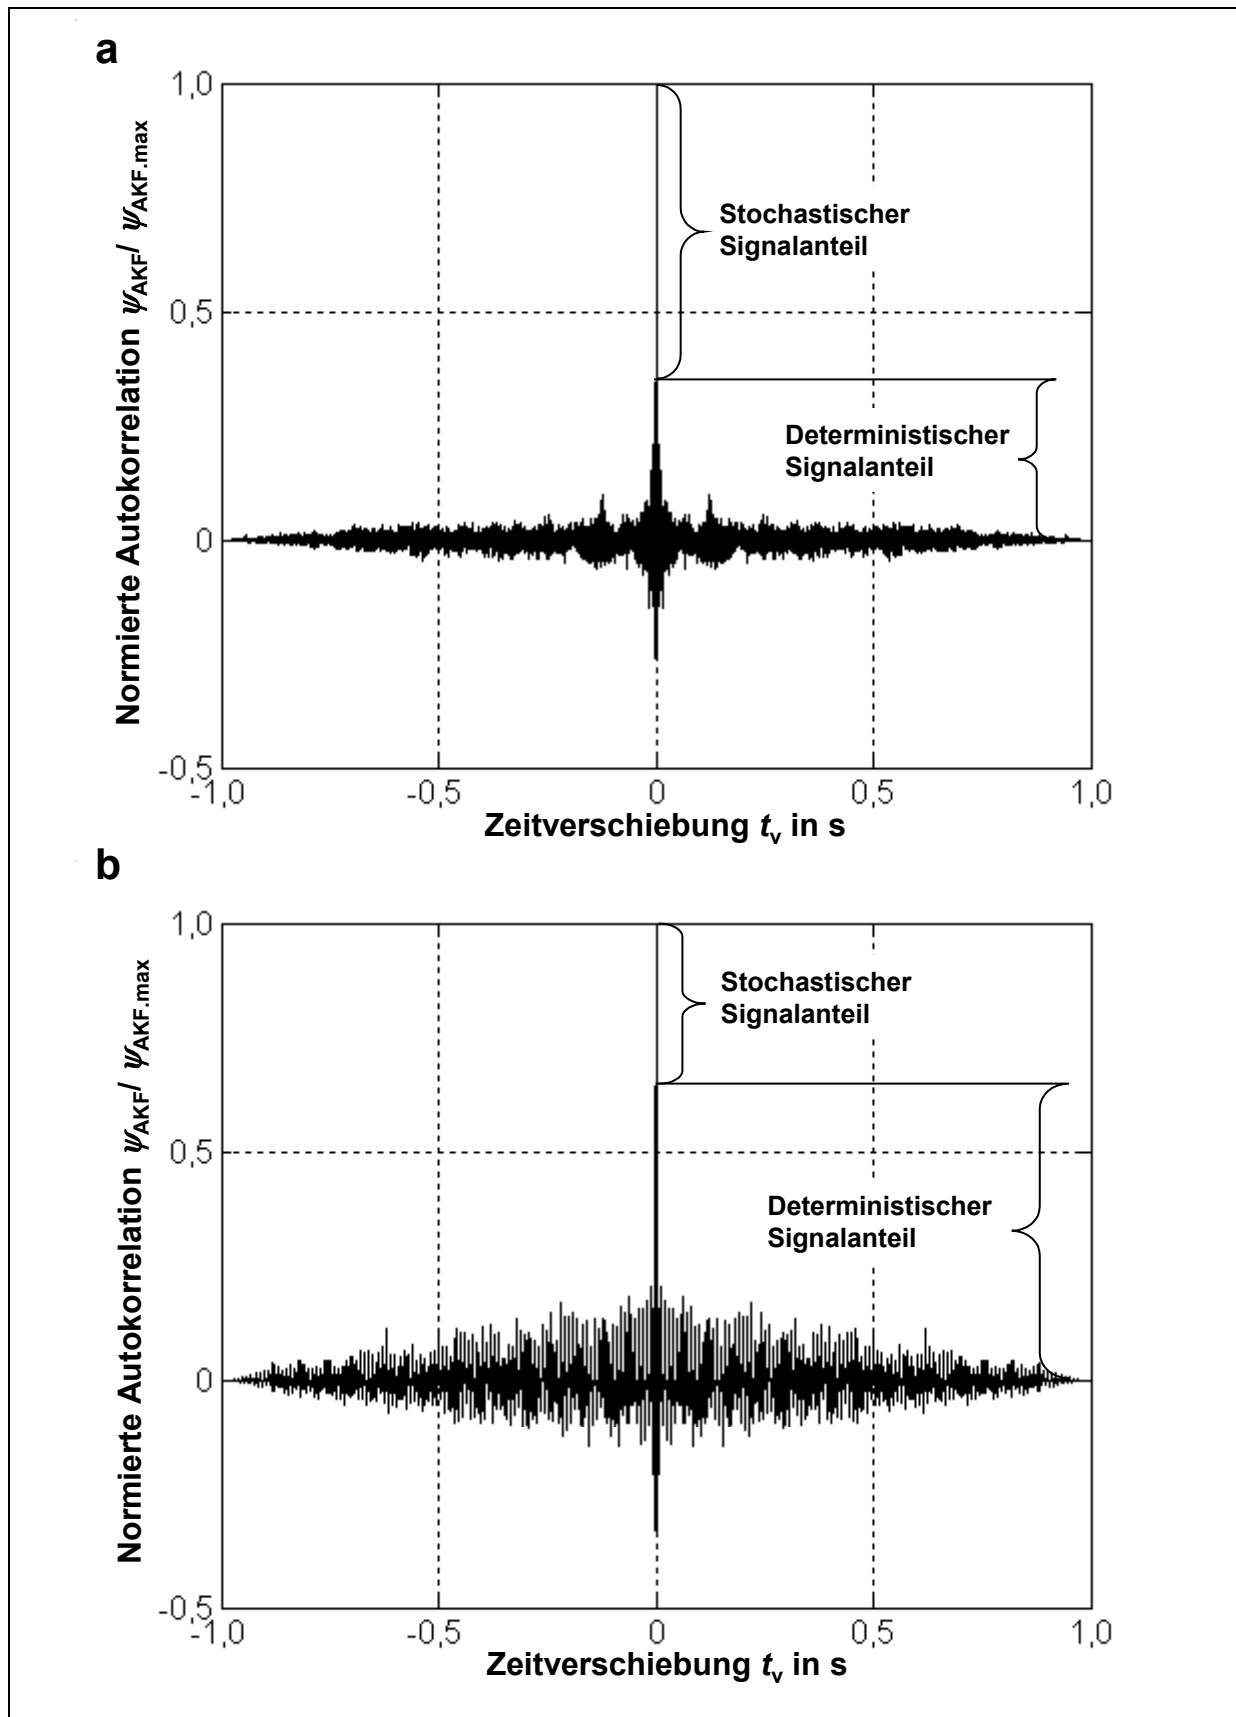 a
1,0
0,5
0
-0,5
-1,0
-0,5
0
0,5
1,0
Normierte Autokorrelation ψAKF/ ψAKF.max
Stochastischer
Signalanteil
Deterministischer
Signalanteil
Zeitverschiebung tv in s
b
1,0
0,5
0
-0,5
-1,0
-0,5
0
0,5
1,0
Normierte Autokorrelation ψAKF/ ψAKF.max
Stochastischer
Signalanteil
Deterministischer
Signalanteil
Zeitverschiebung tv in s